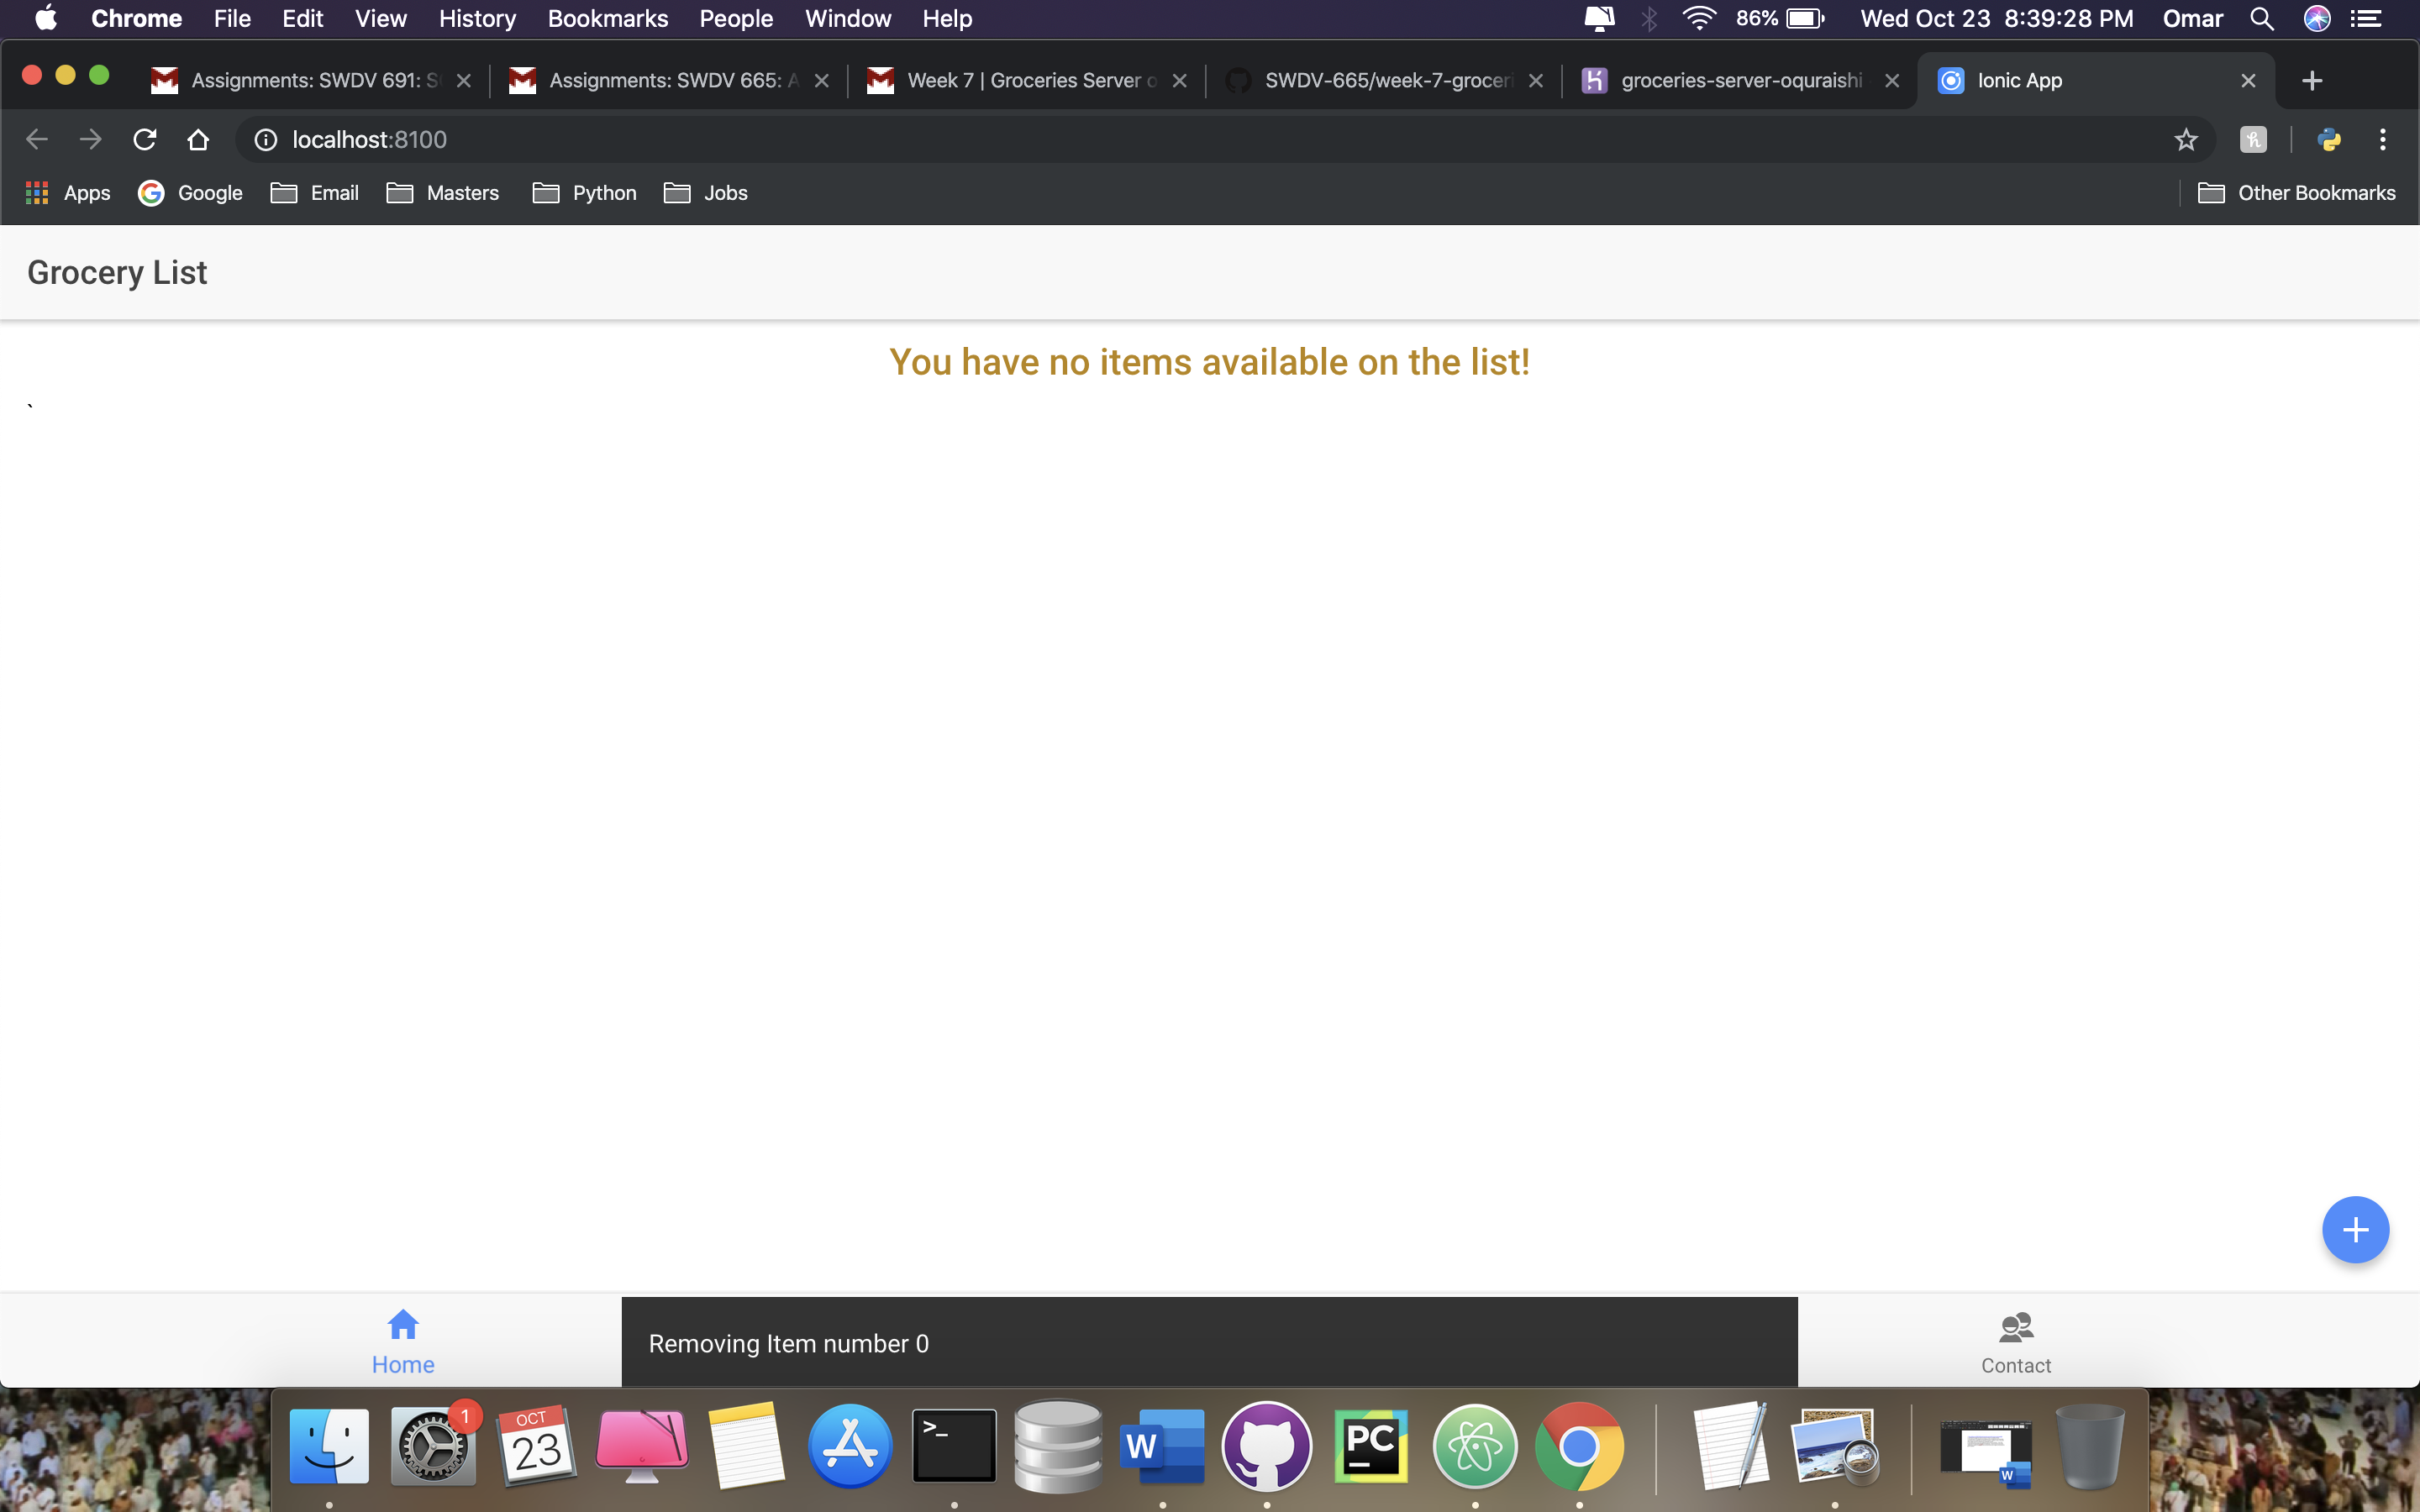 Chrome File Edit View History Bookmarks People Window Help 86% Wed Oct 23 8:39:28 PM Omar
Assignments: SWDV 691: S
Assignments: SWDV 665: A
Week 7 | Groceries Server o
SWDV-665/week-7-groceri
groceries-server-oquraishi
Ionic App
localhost:8100
Apps Google Email Masters Python Jobs Other Bookmarks
Grocery List
You have no items available on the list!
`
Home
Removing Item number 0
Contact
1
OCT
23
>_
W
PC
W